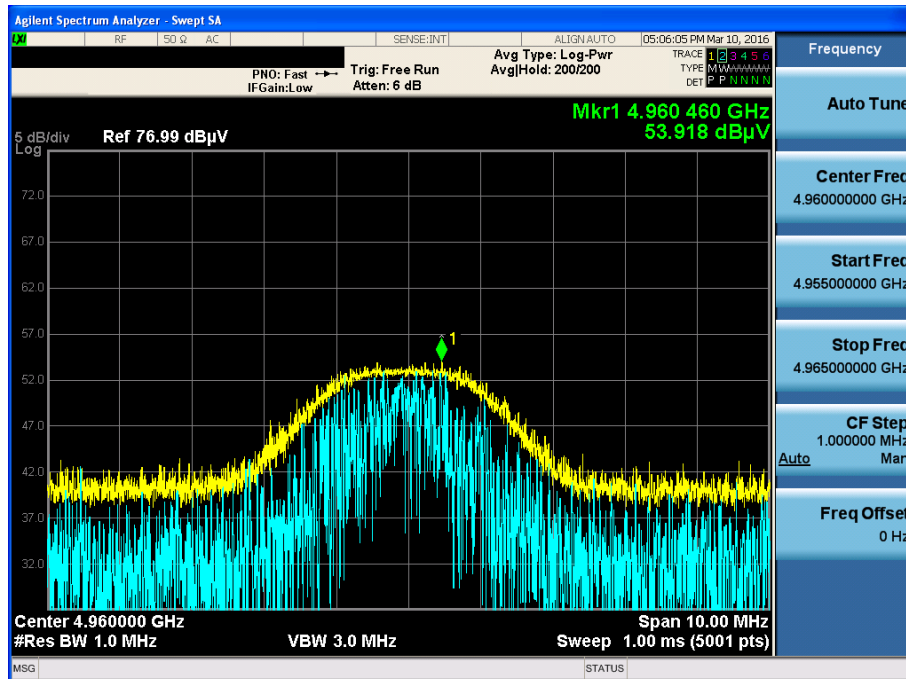 Agilent Spectrum Analyzer - Swept SA
LXI RF 50 Ω AC SENSE:INT ALIGN AUTO 05:06:05 PM Mar 10, 2016
PNO: Fast Trig: Free Run Avg Type: Log-Pwr TRACE 1 2 3 4 5 6
IFGain:Low Atten: 6 dB Avg|Hold: 200/200 TYPE M W W W W W
DET P P N N N N
Mkr1 4.960 460 GHz
53.918 dBµV
5 dB/div Ref 76.99 dBµV
Log
72.0
67.0
62.0
57.0
1
52.0
47.0
42.0
37.0
32.0
Center 4.960000 GHz Span 10.00 MHz
#Res BW 1.0 MHz VBW 3.0 MHz Sweep 1.00 ms (5001 pts)
MSG STATUS
Frequency
Auto Tune
Center Freq
4.960000000 GHz
Start Freq
4.955000000 GHz
Stop Freq
4.965000000 GHz
CF Step
1.000000 MHz
Auto Man
Freq Offset
0 Hz